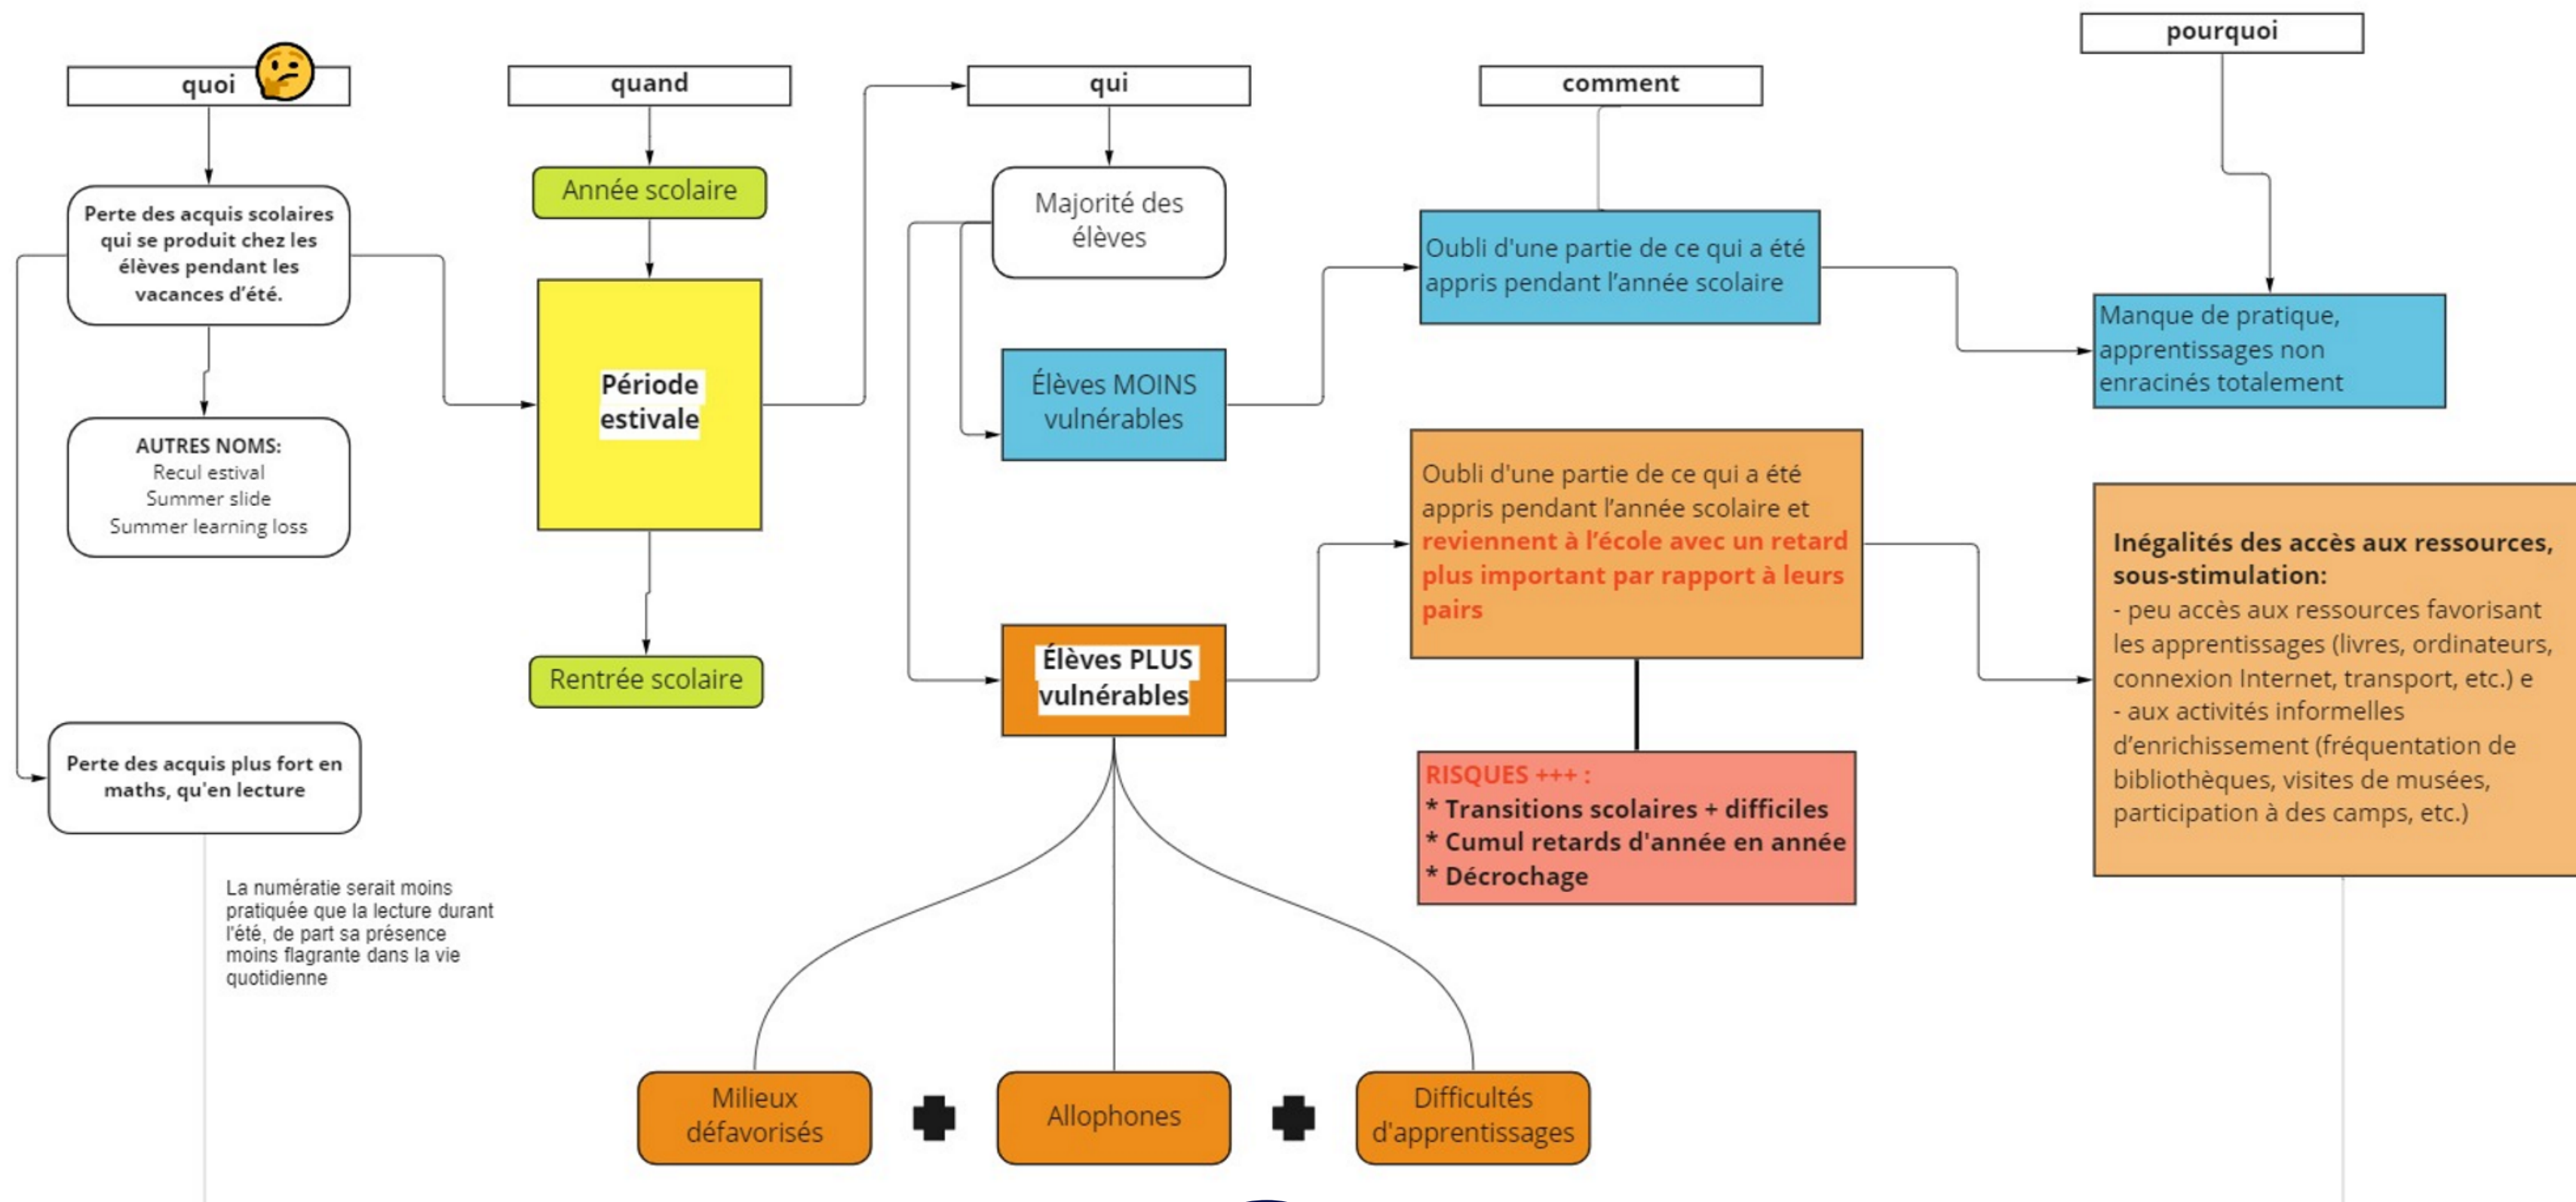 quoi
Perte des acquis scolaires
qui se produit chez les
élèves pendant les
vacances d'été.
AUTRES NOMS:
Recul estival
Summer slide
Summer learning loss
Perte des acquis plus fort en
maths, qu'en lecture
La numératie serait moins
pratiquée que la lecture durant
l'été, de part sa présence
moins flagrante dans la vie
quotidienne
quand
Année scolaire
Période
estivale
Rentrée scolaire
qui
Majorité des
élèves
Élèves MOINS
vulnérables
Élèves PLUS
vulnérables
Milieux
défavorisés
Allophones
Difficultés
d'apprentissages
comment
Oubli d'une partie de ce qui a été
appris pendant l'année scolaire
Oubli d'une partie de ce qui a été
appris pendant l'année scolaire et
reviennent à l'école avec un retard
plus important par rapport à leurs
pairs
RISQUES +++ :
* Transitions scolaires + difficiles
* Cumul retards d'année en année
* Décrochage
pourquoi
Manque de pratique,
apprentissages non
enracinés totalement
Inégalités des accès aux ressources,
sous-stimulation:
- peu accès aux ressources favorisant
les apprentissages (livres, ordinateurs,
connexion Internet, transport, etc.) e
- aux activités informelles
d'enrichissement (fréquentation de
bibliothèques, visites de musées,
participation à des camps, etc.)